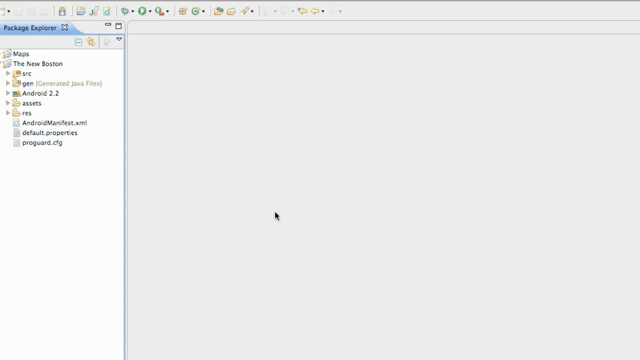 Package Explorer
Maps
The New Boston
src
gen [Generated Java Files]
Android 2.2
assets
res
AndroidManifest.xml
default.properties
proguard.cfg